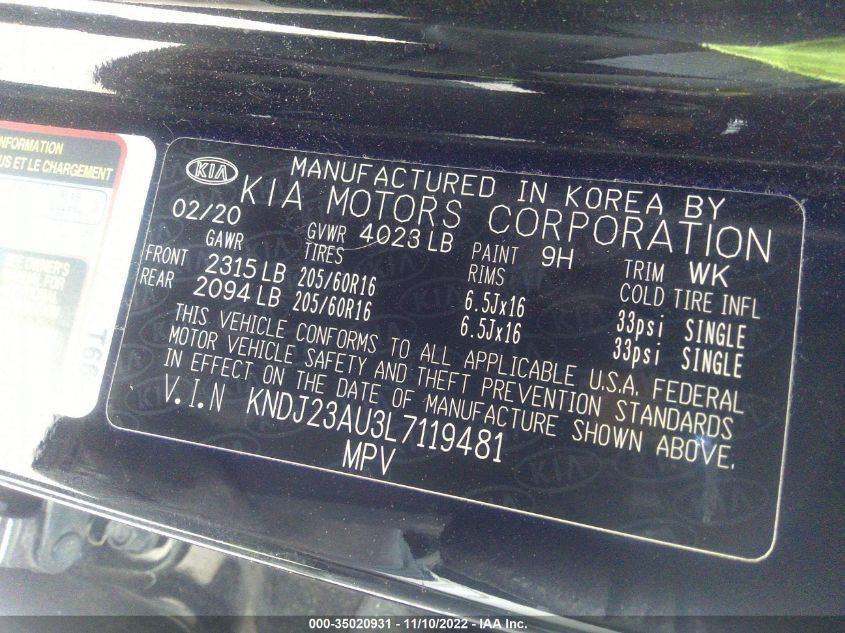 NFORMATION
US ET LE CHARGEMENT
KIA
MANUFACTURED IN KOREA BY
KIA MOTORS CORPORATION
02/20 GVWR 4023 LB PAINT 9H TRIM WK
GAWR TIRES RIMS COLD TIRE INFL
FRONT 2315 LB 205/60R16 6.5Jx16 33psi SINGLE
REAR 2094 LB 205/60R16 6.5Jx16 33psi SINGLE
THIS VEHICLE CONFORMS TO ALL APPLICABLE U.S.A. FEDERAL
MOTOR VEHICLE SAFETY AND THEFT PREVENTION STANDARDS
IN EFFECT ON THE DATE OF MANUFACTURE SHOWN ABOVE.
V.I.N KNDJ23AU3L7119481
MPV
000-35020931 - 11/10/2022 - IAA Inc.